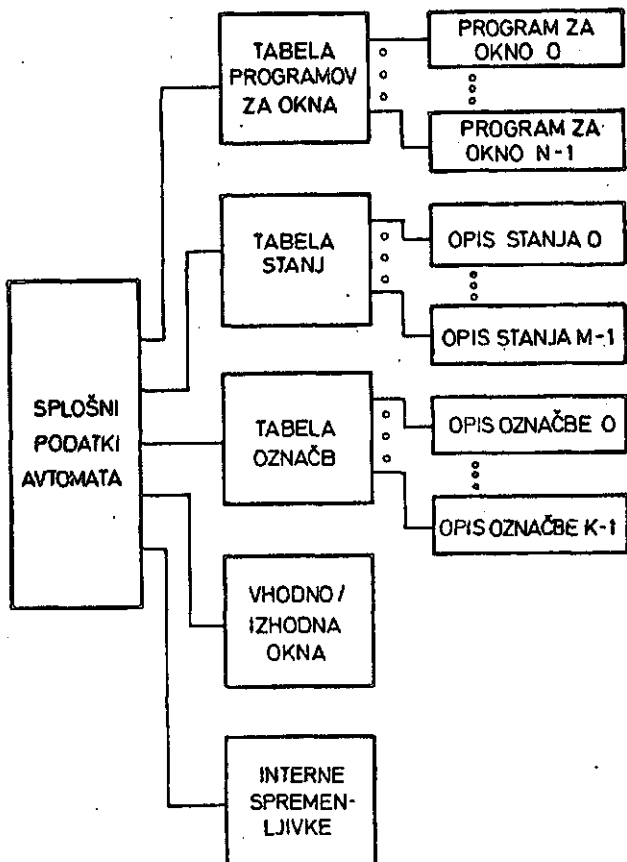 TABELA
PROGRAMOV
ZA OKNA
PROGRAM ZA
OKNO 0
PROGRAM ZA
OKNO N-1
TABELA
STANJ
OPIS STANJA 0
OPIS STANJA M-1
SPLOŠNI
PODATKI
AVTOMATA
TABELA
OZNAČB
OPIS OZNAČBE 0
OPIS OZNAČBE K-1
VHODNO/
IZHODNA
OKNA
INTERNE
SPREMEN-
LJIVKE